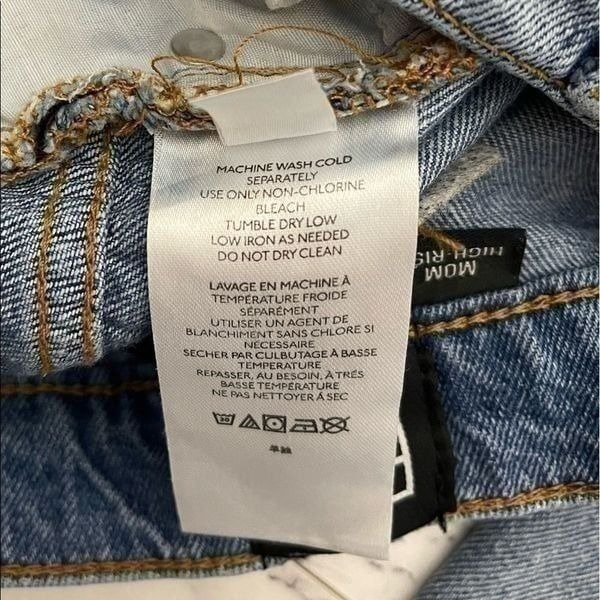 MACHINE WASH COLD
SEPARATELY
USE ONLY NON-CHLORINE
BLEACH
TUMBLE DRY LOW
LOW IRON AS NEEDED
DO NOT DRY CLEAN
LAVAGE EN MACHINE À
TEMPÉRATURE FROIDE
SÉPARÉMENT
UTILISER UN AGENT DE
BLANCHIMENT SANS CHLORE SI
NÉCESSAIRE
SECHER PAR CULBUTAGE À BASSE
TEMPERATURE
REPASSER, AU BESOIN, À TRÉS
BASSE TEMPÉRATURE
NE PAS NETTOYER Á SEC
MOM
HIGH-RIS